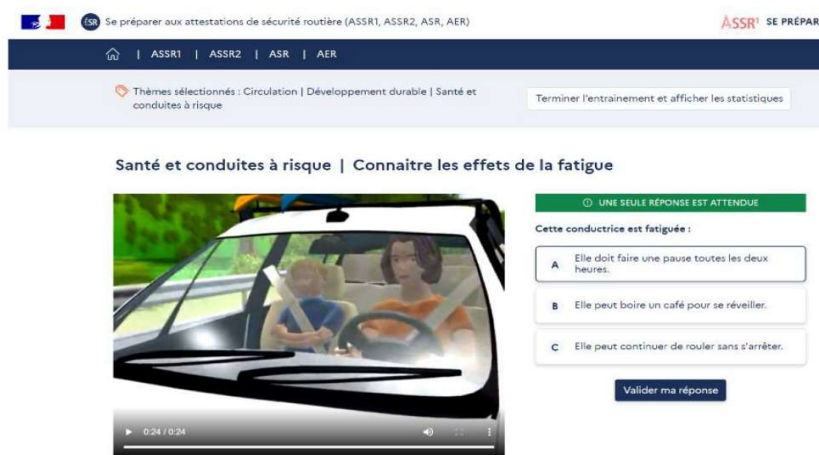 ESR Se préparer aux attestations de sécurité routière (ASSR1, ASSR2, ASR, AER)
ASSR¹ SE PRÉPAR
| ASSR1 | ASSR2 | ASR | AER
Thèmes sélectionnés : Circulation | Développement durable | Santé et
conduites à risque
Terminer l'entrainement et afficher les statistiques
Santé et conduites à risque | Connaitre les effets de la fatigue
UNE SEULE RÉPONSE EST ATTENDUE
Cette conductrice est fatiguée :
A Elle doit faire une pause toutes les deux
heures.
B Elle peut boire un café pour se réveiller.
C Elle peut continuer de rouler sans s'arrêter.
Valider ma réponse
0:24 / 0:24